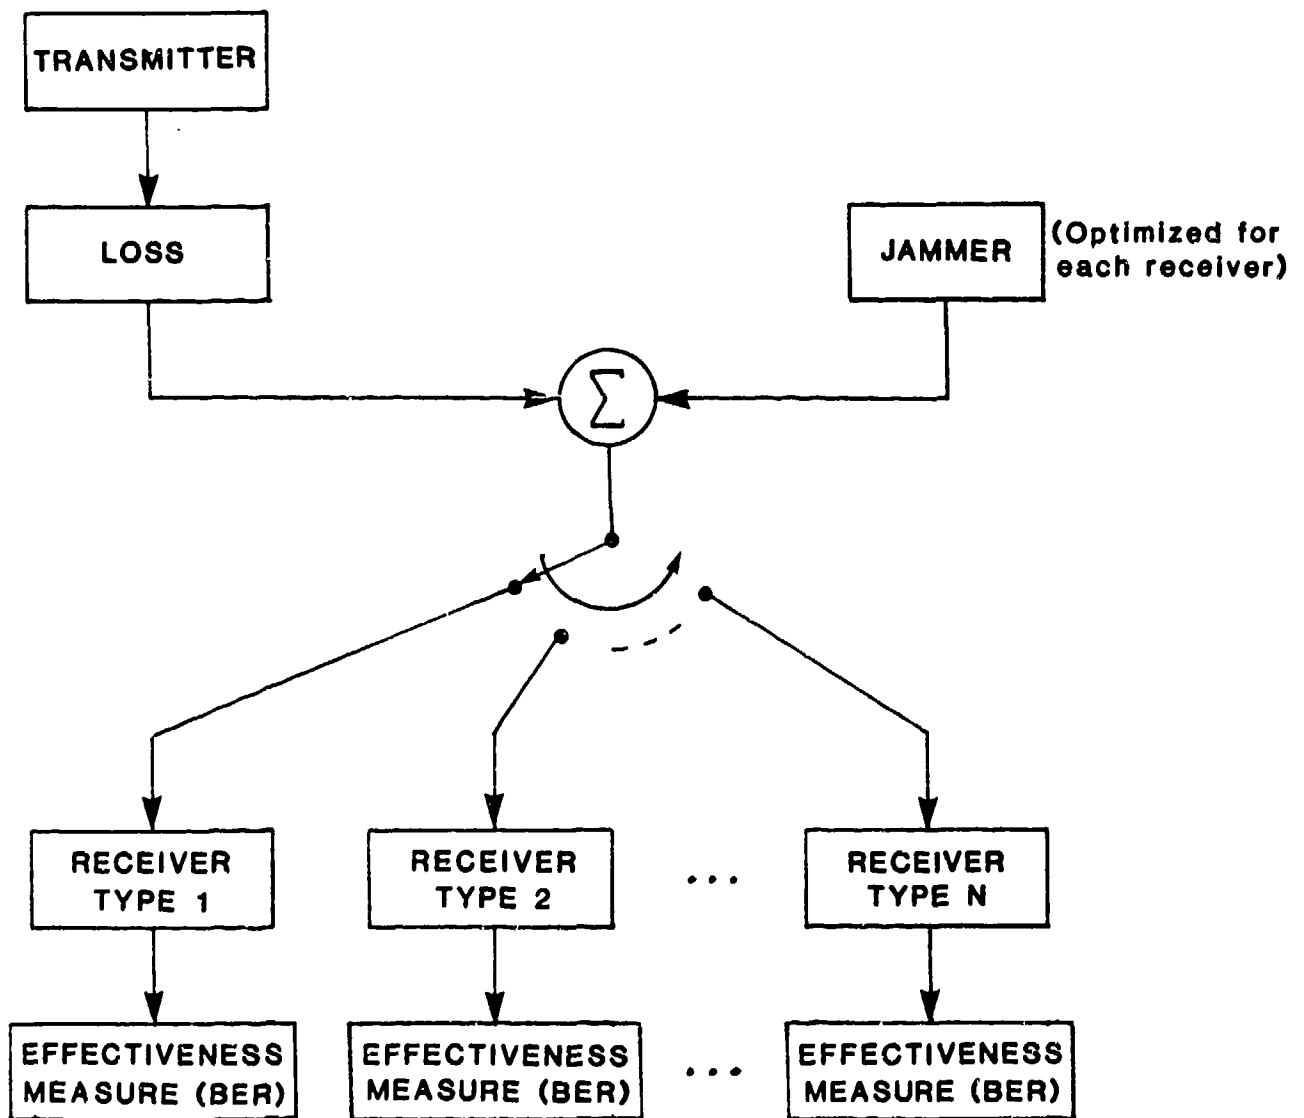 TRANSMITTER
LOSS
JAMMER
(Optimized for
each receiver)
Σ
RECEIVER
TYPE 1
RECEIVER
TYPE 2
...
RECEIVER
TYPE N
EFFECTIVENESS
MEASURE (BER)
EFFECTIVENESS
MEASURE (BER)
...
EFFECTIVENESS
MEASURE (BER)